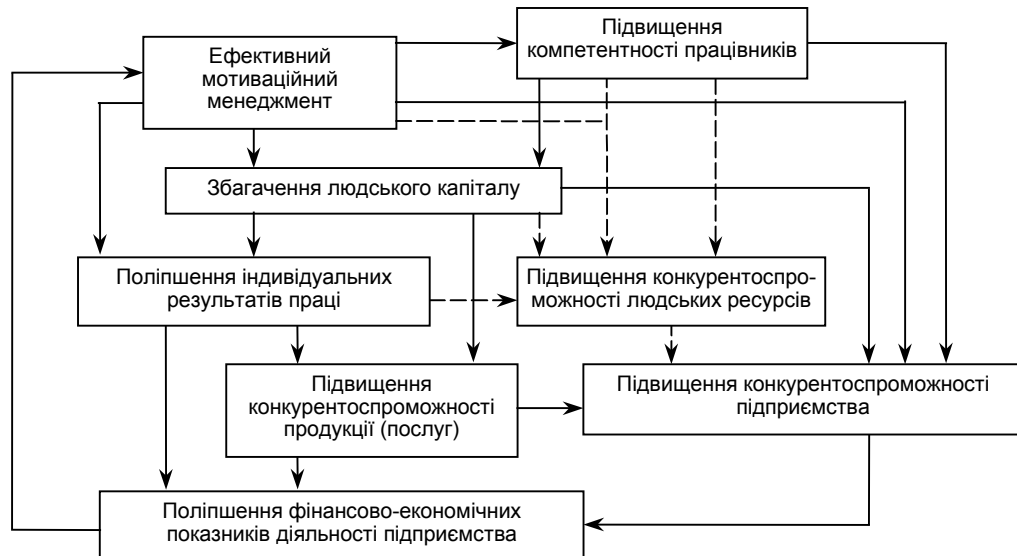 Ефективний
мотиваційний
менеджмент
Підвищення
компетентності працівників
Збагачення людського капіталу
Поліпшення індивідуальних
результатів праці
Підвищення конкурентоспро-
можності людських ресурсів
Підвищення
конкурентоспроможності
продукції (послуг)
Підвищення конкурентоспроможності
підприємства
Поліпшення фінансово-економічних
показників діяльності підприємства